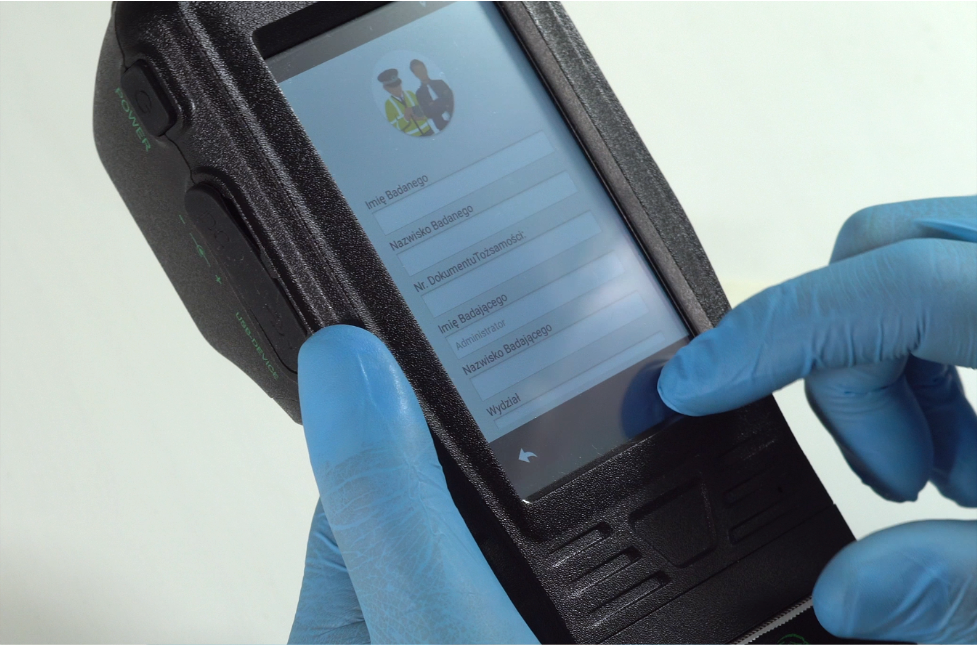 POWER
USB DEVICE
Imię Badanego
Nazwisko Badanego
Nr. DokumentuTożsamości:
Imię Badającego
Administrator
Nazwisko Badającego
Wydział